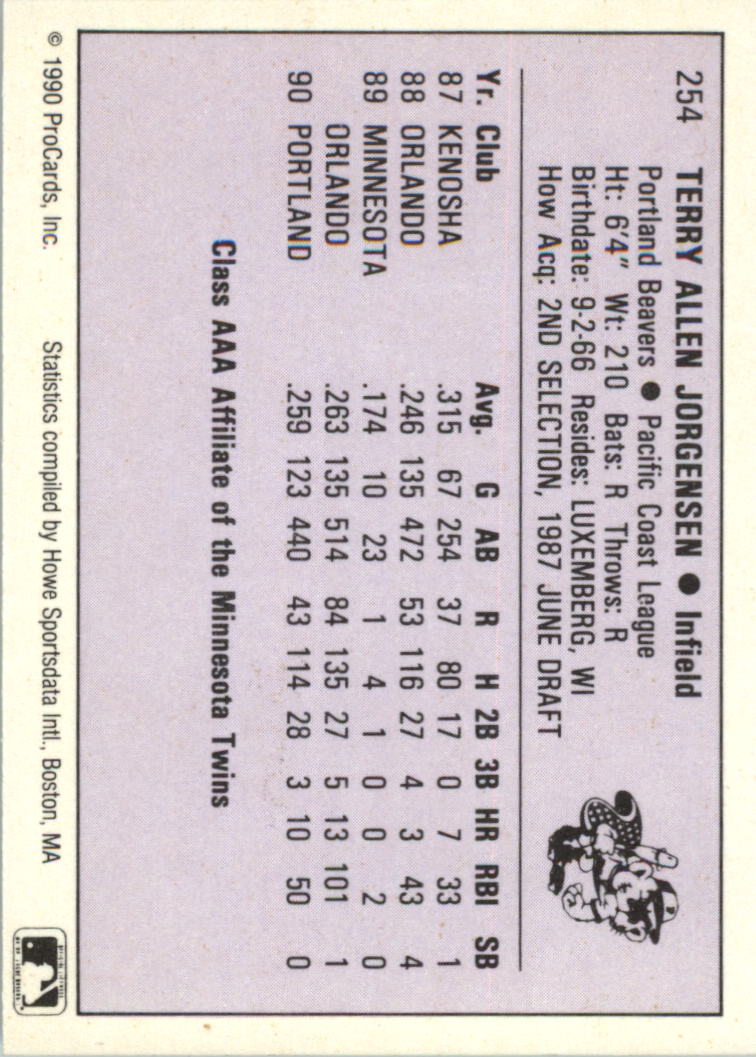 254 TERRY ALLEN JORGENSEN ● Infield
Portland Beavers ● Pacific Coast League
Ht: 6'4" Wt: 210 Bats: R Throws: R
Birthdate: 9-2-66 Resides: LUXEMBERG, WI
How Acq: 2ND SELECTION, 1987 JUNE DRAFT
Yr. Club Avg. G AB R H 2B 3B HR RBI SB
87 KENOSHA .315 67 254 37 80 17 0 7 33 1
88 ORLANDO .246 135 472 53 116 27 4 3 43 4
89 MINNESOTA .174 10 23 1 4 1 0 0 2 0
ORLANDO .263 135 514 84 135 27 5 13 101 1
90 PORTLAND .259 123 440 43 114 28 3 10 50 0
Class AAA Affiliate of the Minnesota Twins
© 1990 ProCards, Inc. Statistics compiled by Howe Sportsdata Intl., Boston, MA